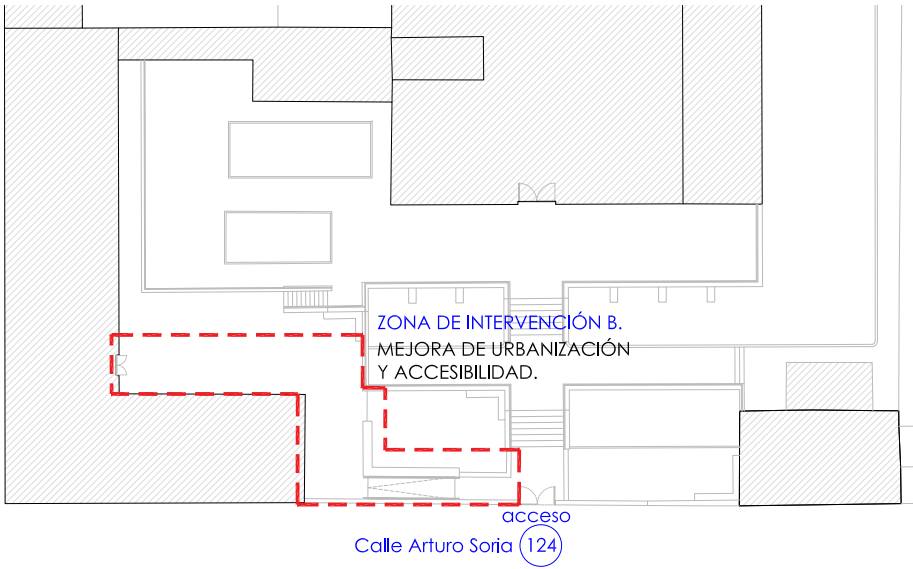 ZONA DE INTERVENCIÓN B.
MEJORA DE URBANIZACIÓN
Y ACCESIBILIDAD.
acceso
Calle Arturo Soria 124